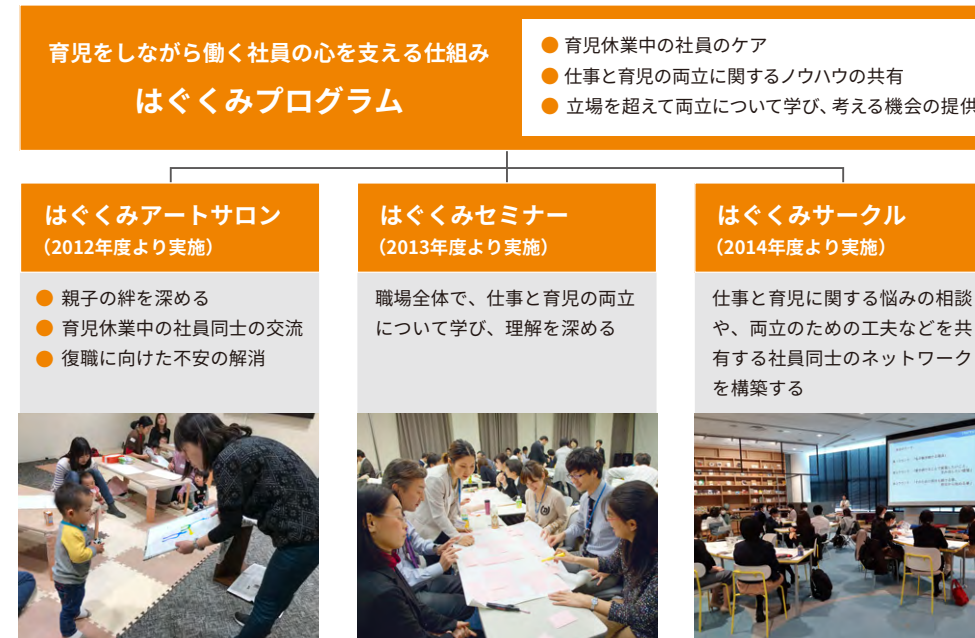 育児をしながら働く社員の心を支える仕組み
はぐくみプログラム
● 育児休業中の社員のケア
● 仕事と育児の両立に関するノウハウの共有
● 立場を超えて両立について学び、考える機会の提供
はぐくみアートサロン
（2012年度より実施）
● 親子の絆を深める
● 育児休業中の社員同士の交流
● 復職に向けた不安の解消
はぐくみセミナー
（2013年度より実施）
職場全体で、仕事と育児の両立
について学び、理解を深める
はぐくみサークル
（2014年度より実施）
仕事と育児に関する悩みの相談
や、両立のための工夫などを共
有する社員同士のネットワーク
を構築する